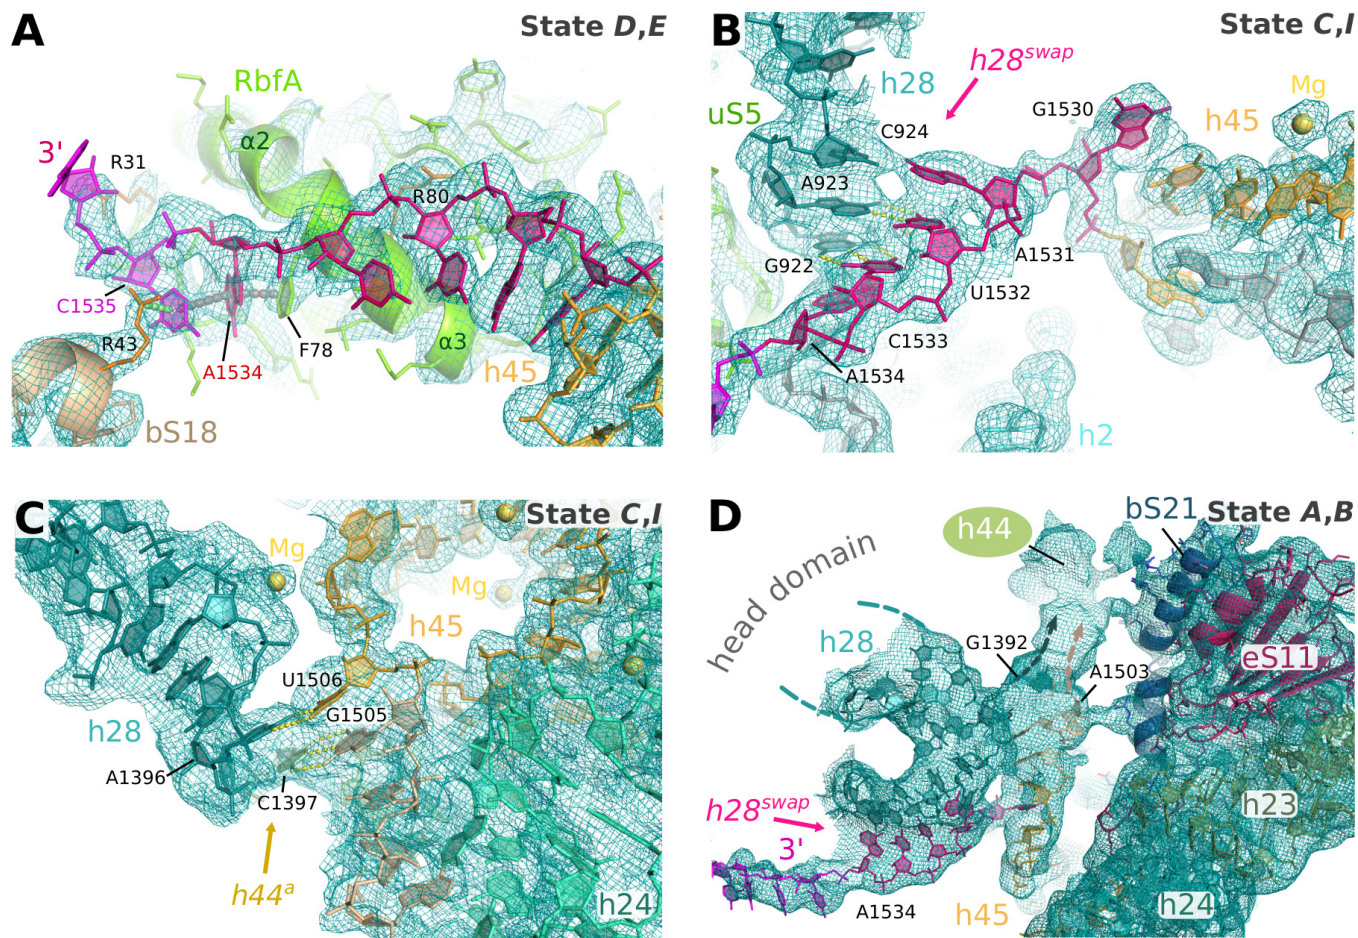 A
State D,E
RbfA
α2
3'
R31
R80
C1535
R43
A1534
F78
α3
h45
bS18
B
State C,I
h28swap
h28
G1530
Mg
uS5
h45
C924
A923
G922
A1531
U1532
C1533
A1534
h2
C
State C,I
Mg
Mg
h45
U1506
G1505
h28
A1396
C1397
h44a
h24
D
bS21
State A,B
h44
head domain
h28
G1392
A1503
eS11
h28swap
h23
3'
A1534
h45
h24